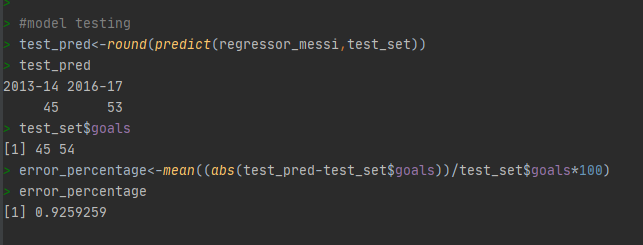 >
> #model testing
> test_pred<-round(predict(regressor_messi,test_set))
> test_pred
2013-14 2016-17
     45      53
> test_set$goals
[1] 45 54
> error_percentage<-mean((abs(test_pred-test_set$goals))/test_set$goals*100)
> error_percentage
[1] 0.9259259